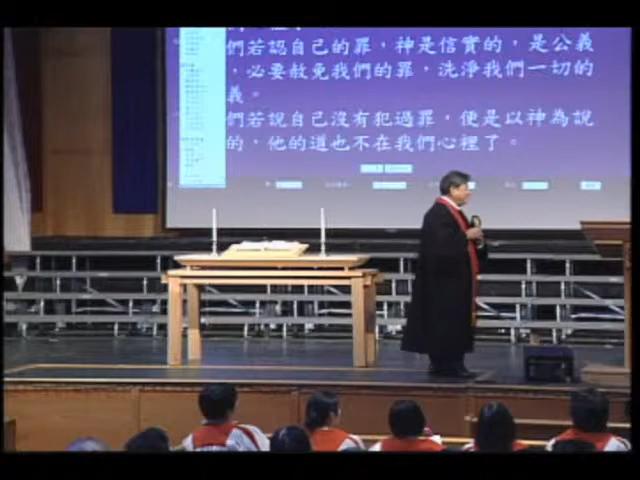 們若認自己的罪，神是信實的，是公義
，必要赦免我們的罪，洗淨我們一切的
義。
們若說自己沒有犯過罪，便是以神為說
的，他的道也不在我們心裡了。